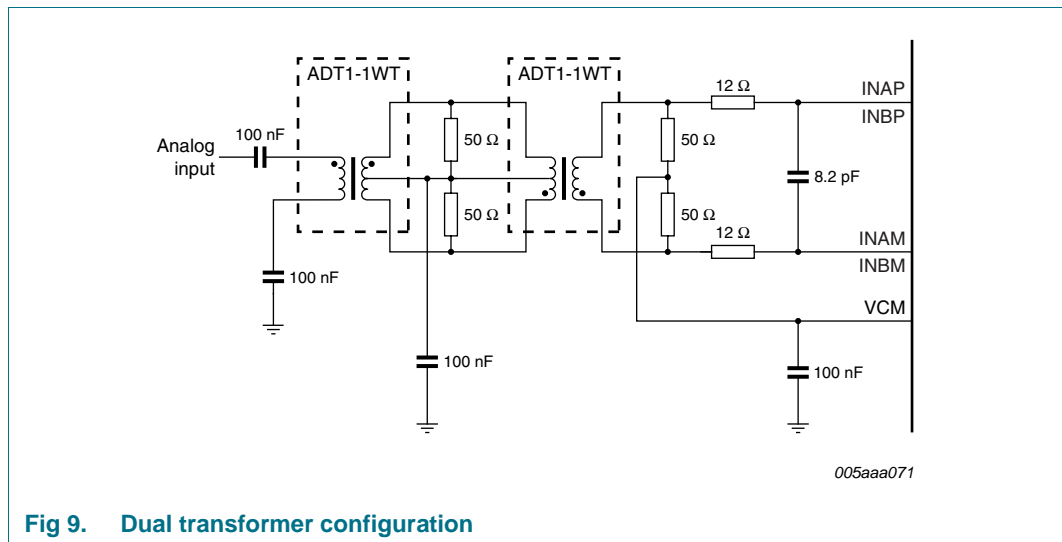 ADT1-1WT
ADT1-1WT
12 Ω
INAP
INBP
100 nF
Analog
input
50 Ω
50 Ω
8.2 pF
50 Ω
50 Ω
12 Ω
INAM
INBM
100 nF
VCM
100 nF
100 nF
005aaa071
Fig 9. Dual transformer configuration